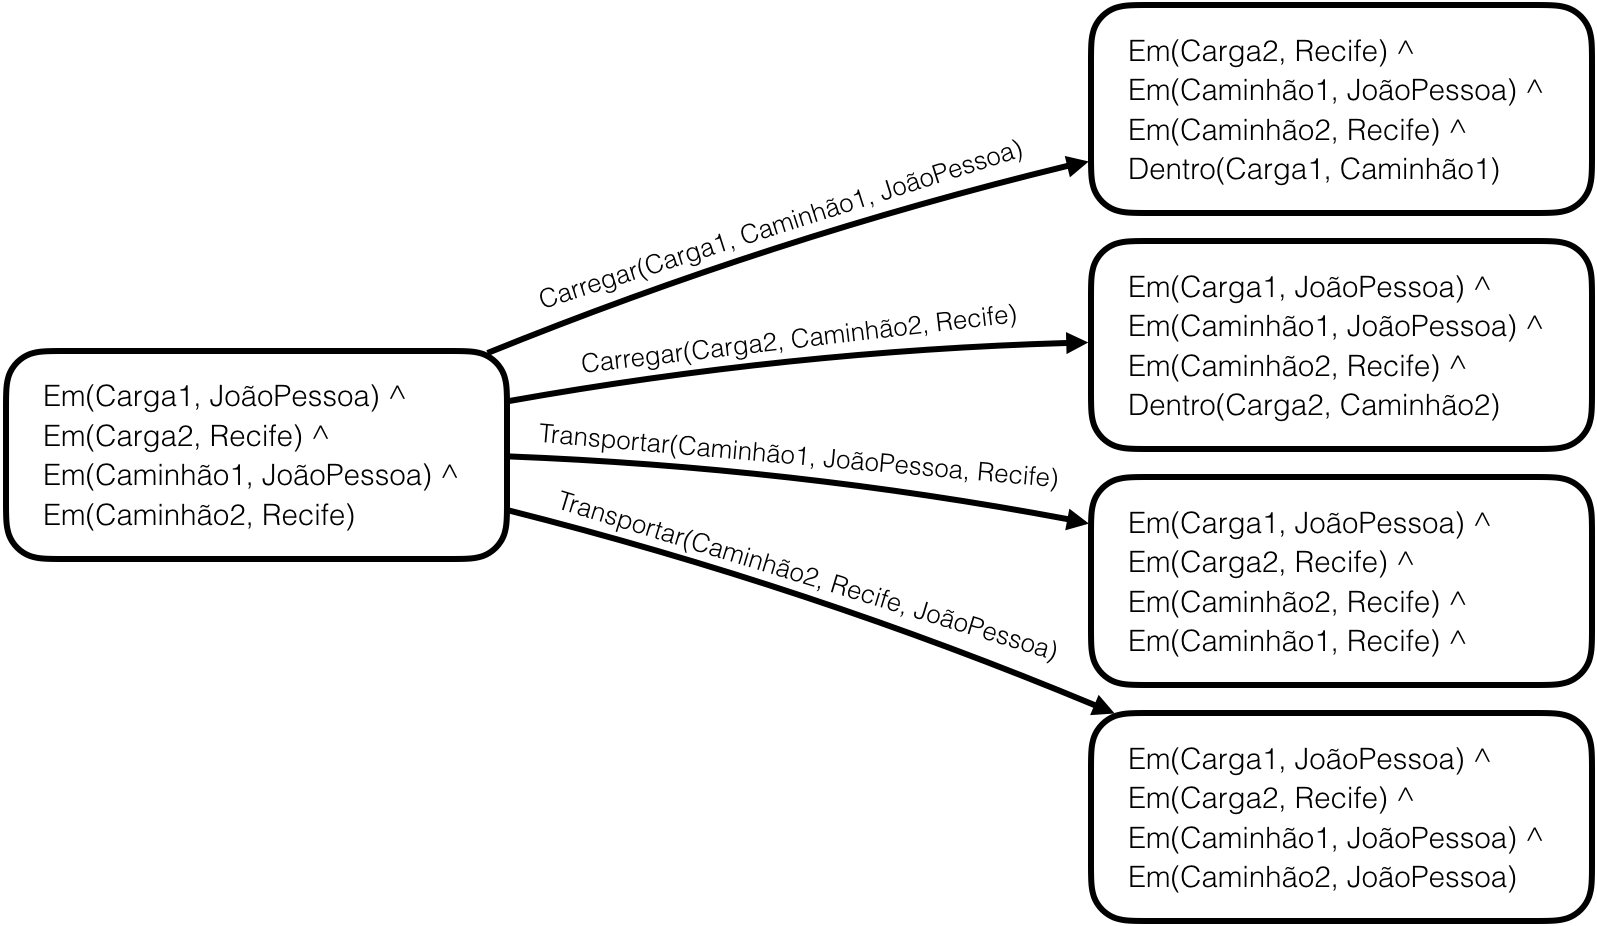 Em(Carga1, JoãoPessoa) ^
Em(Carga2, Recife) ^
Em(Caminhão1, JoãoPessoa) ^
Em(Caminhão2, Recife)
Carregar(Carga1, Caminhão1, JoãoPessoa)
Carregar(Carga2, Caminhão2, Recife)
Transportar(Caminhão1, JoãoPessoa, Recife)
Transportar(Caminhão2, Recife, JoãoPessoa)
Em(Carga2, Recife) ^
Em(Caminhão1, JoãoPessoa) ^
Em(Caminhão2, Recife) ^
Dentro(Carga1, Caminhão1)
Em(Carga1, JoãoPessoa) ^
Em(Caminhão1, JoãoPessoa) ^
Em(Caminhão2, Recife) ^
Dentro(Carga2, Caminhão2)
Em(Carga1, JoãoPessoa) ^
Em(Carga2, Recife) ^
Em(Caminhão2, Recife) ^
Em(Caminhão1, Recife) ^
Em(Carga1, JoãoPessoa) ^
Em(Carga2, Recife) ^
Em(Caminhão1, JoãoPessoa) ^
Em(Caminhão2, JoãoPessoa)